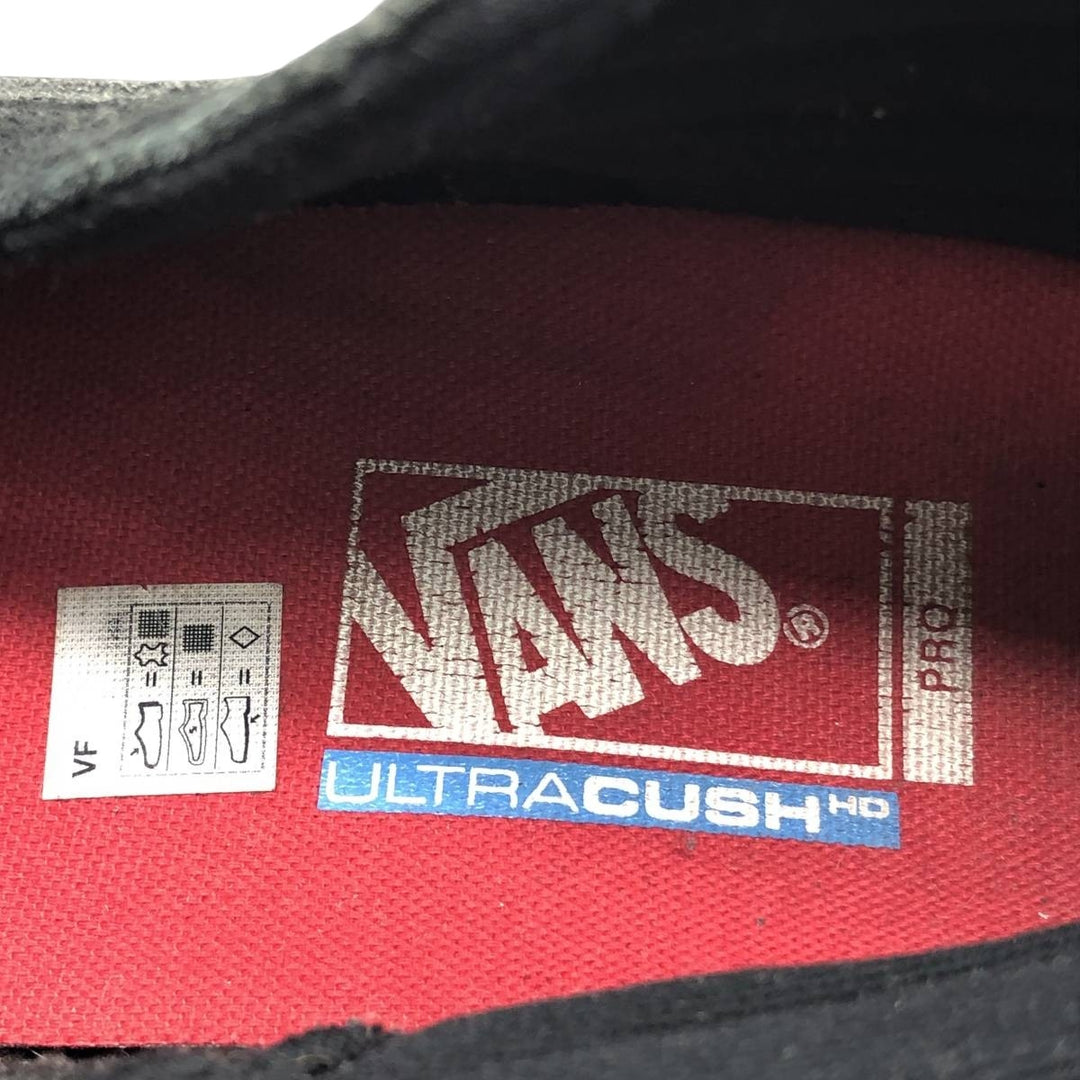 VANS®
PRO
ULTRACUSH HD
VF